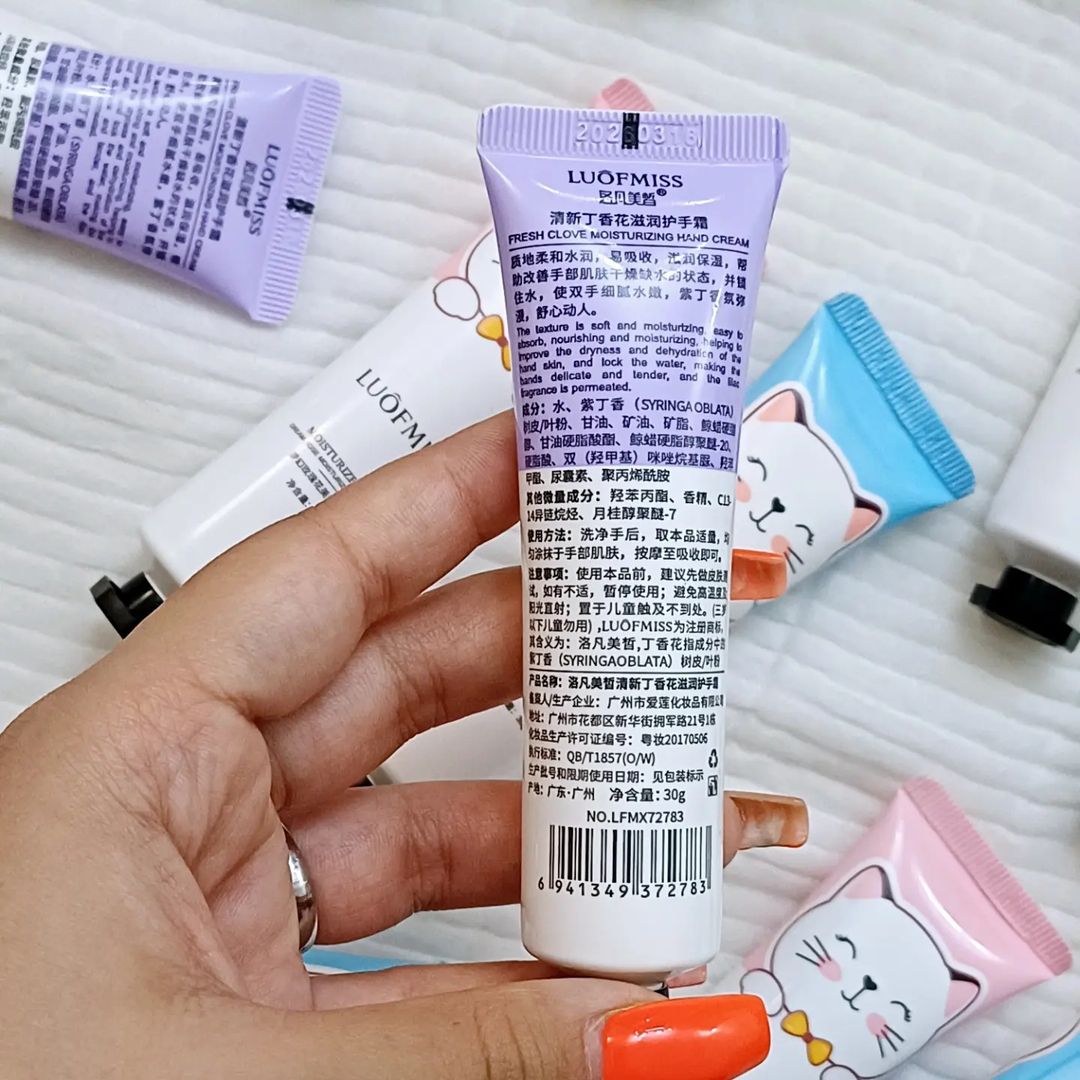 LUOFMISS
洛凡美皙®
清新丁香花滋润护手霜
FRESH CLOVE MOISTURIZING HAND CREAM
质地柔和水润，易吸收，滋润保湿，帮
助改善手部肌肤干燥缺水的状态，并锁
住水，使双手细腻水嫩，紫丁香氛弥
漫，舒心动人。
The texture is soft and moisturizing, easy to
absorb, nourishing and moisturizing, helping to
improve the dryness and dehydration of the
hand skin, and lock the water, making the
hands delicate and tender, and the lilac
fragrance is permeated.
成分：水、紫丁香（SYRINGA OBLATA）
树皮/叶粉、甘油、矿油、矿脂、鲸蜡硬脂
醇、甘油硬脂酸酯、鲸蜡硬脂醇聚醚-20、
硬脂酸、双（羟甲基）咪唑烷基脲、羟苯
甲酯、尿囊素、聚丙烯酰胺
其他微量成分：羟苯丙酯、香精、C13-
14异链烷烃、月桂醇聚醚-7
使用方法：洗净手后，取本品适量，均
匀涂抹于手部肌肤，按摩至吸收即可。
注意事项：使用本品前，建议先做皮肤测
试，如有不适，暂停使用；避免高温度及
阳光直射；置于儿童触及不到处。(三岁
以下儿童勿用) ,LUOFMISS为注册商标，
其含义为：洛凡美皙,丁香花指成分中的
紫丁香（SYRINGAOBLATA）树皮/叶粉
产品名称：洛凡美皙清新丁香花滋润护手霜
备案人/生产企业：广州市爱莲化妆品有限公司
地址：广州市花都区新华街拥军路21号1栋
化妆品生产许可证编号：粤妆20170506
执行标准：QB/T1857(O/W)
生产批号和限期使用日期：见包装标示
产地：广东·广州 净含量：30g
NO.LFMX72783
6 941349 372783
LUOFMISS
FRESH CLOVE MOISTURIZING HAND CREAM
LUOFM
MOISTURIZE
净含量